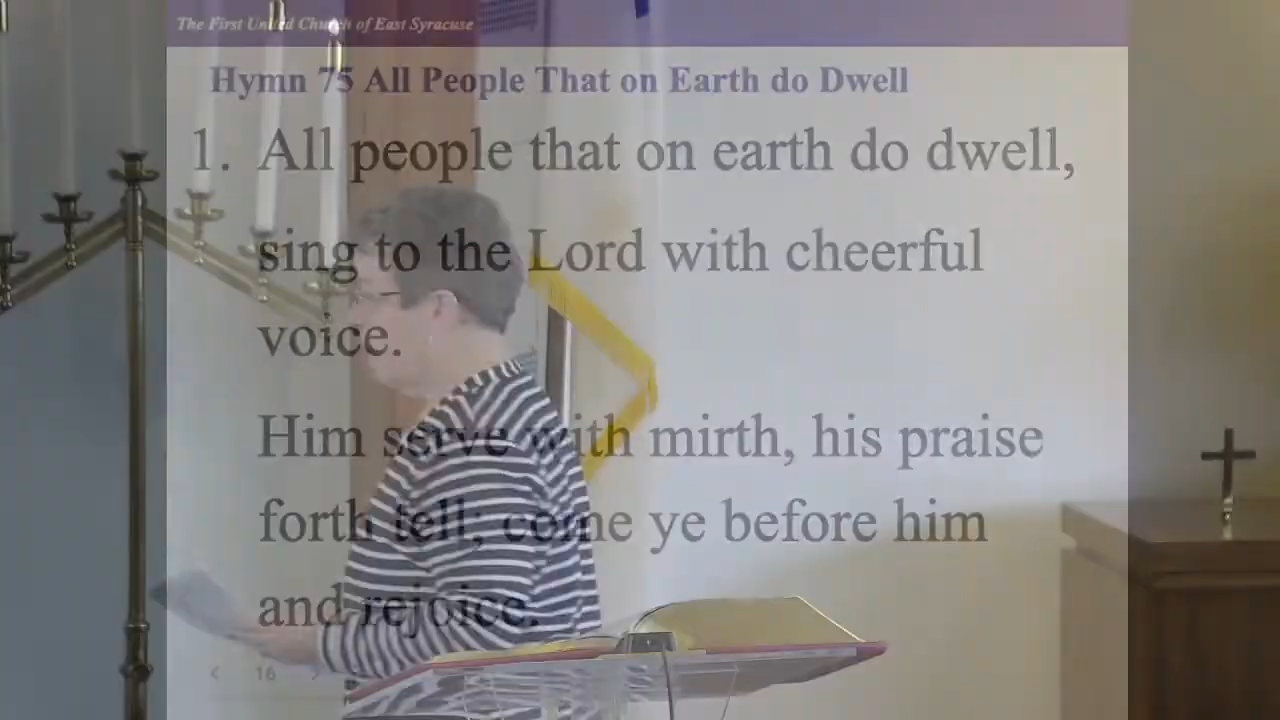 The First United Church of East Syracuse
Hymn 75 All People That on Earth do Dwell
1. All people that on earth do dwell,
sing to the Lord with cheerful
voice.
Him serve with mirth, his praise
forth tell, come ye before him
and rejoice.
< 16 >